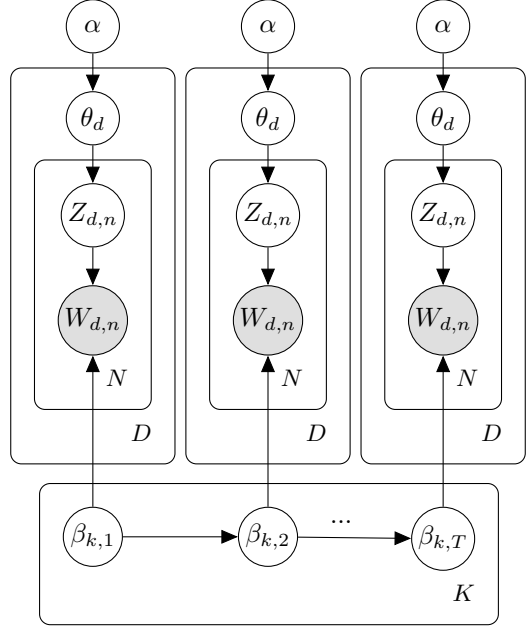 α α α
θ_d θ_d θ_d
Z_{d,n} Z_{d,n} Z_{d,n}
W_{d,n} W_{d,n} W_{d,n}
N N N
D D D
...
β_{k,1} β_{k,2} β_{k,T}
K